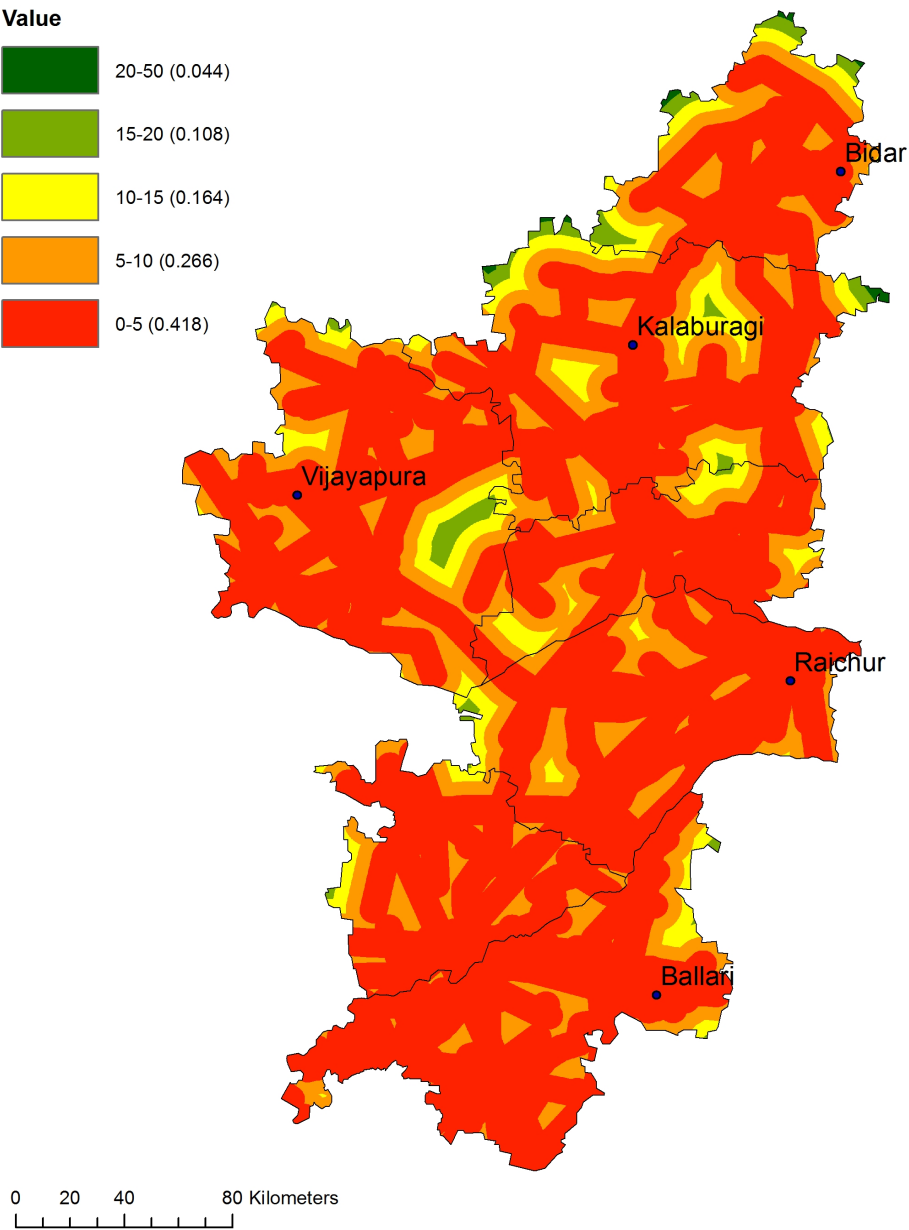 Value
20-50 (0.044)
15-20 (0.108)
10-15 (0.164)
5-10 (0.266)
0-5 (0.418)
Bidar
Kalaburagi
Vijayapura
Raichur
Ballari
0 20 40 80 Kilometers